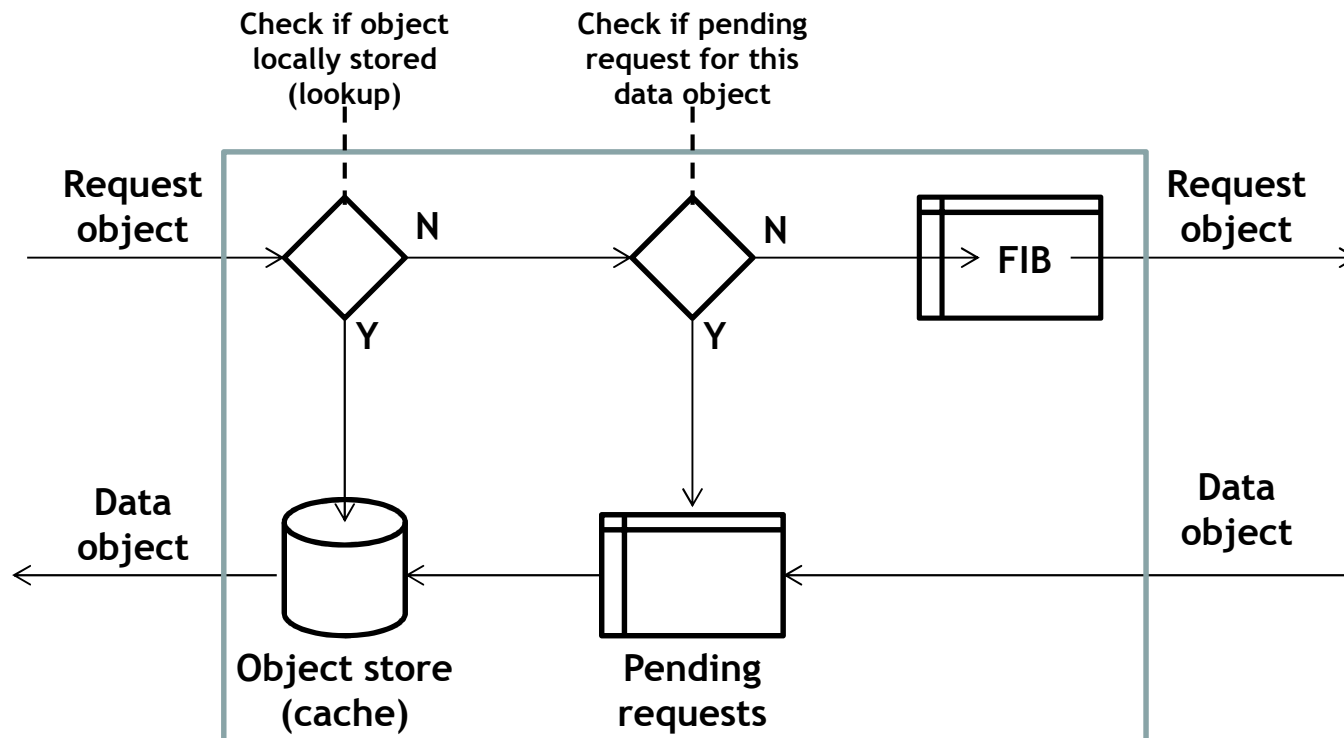 Check if object
locally stored
(lookup)
Check if pending
request for this
data object
Request
object
N
N
FIB
Request
object
Y
Y
Data
object
Data
object
Object store
(cache)
Pending
requests